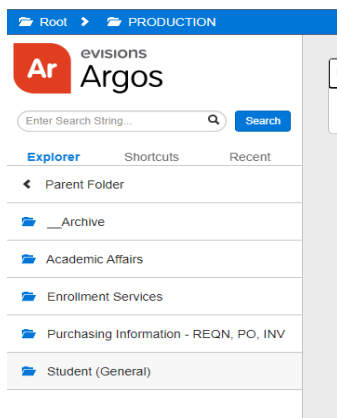 Root > PRODUCTION
Ar evisions
Argos
Enter Search String... Search
Explorer Shortcuts Recent
Parent Folder
__Archive
Academic Affairs
Enrollment Services
Purchasing Information - REQN, PO, INV
Student (General)